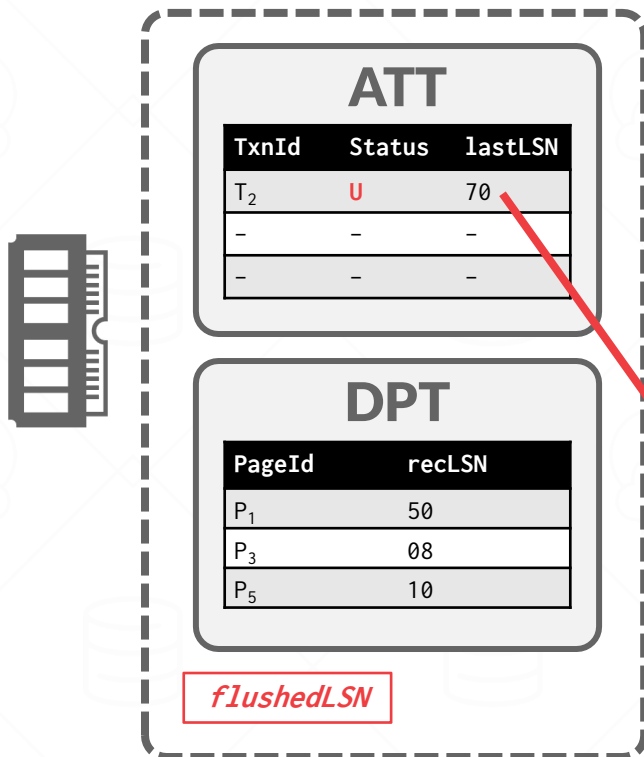 ATT
TxnId Status lastLSN
T₂ U 70
– – –
– – –
DPT
PageId recLSN
P₁ 50
P₃ 08
P₅ 10
flushedLSN